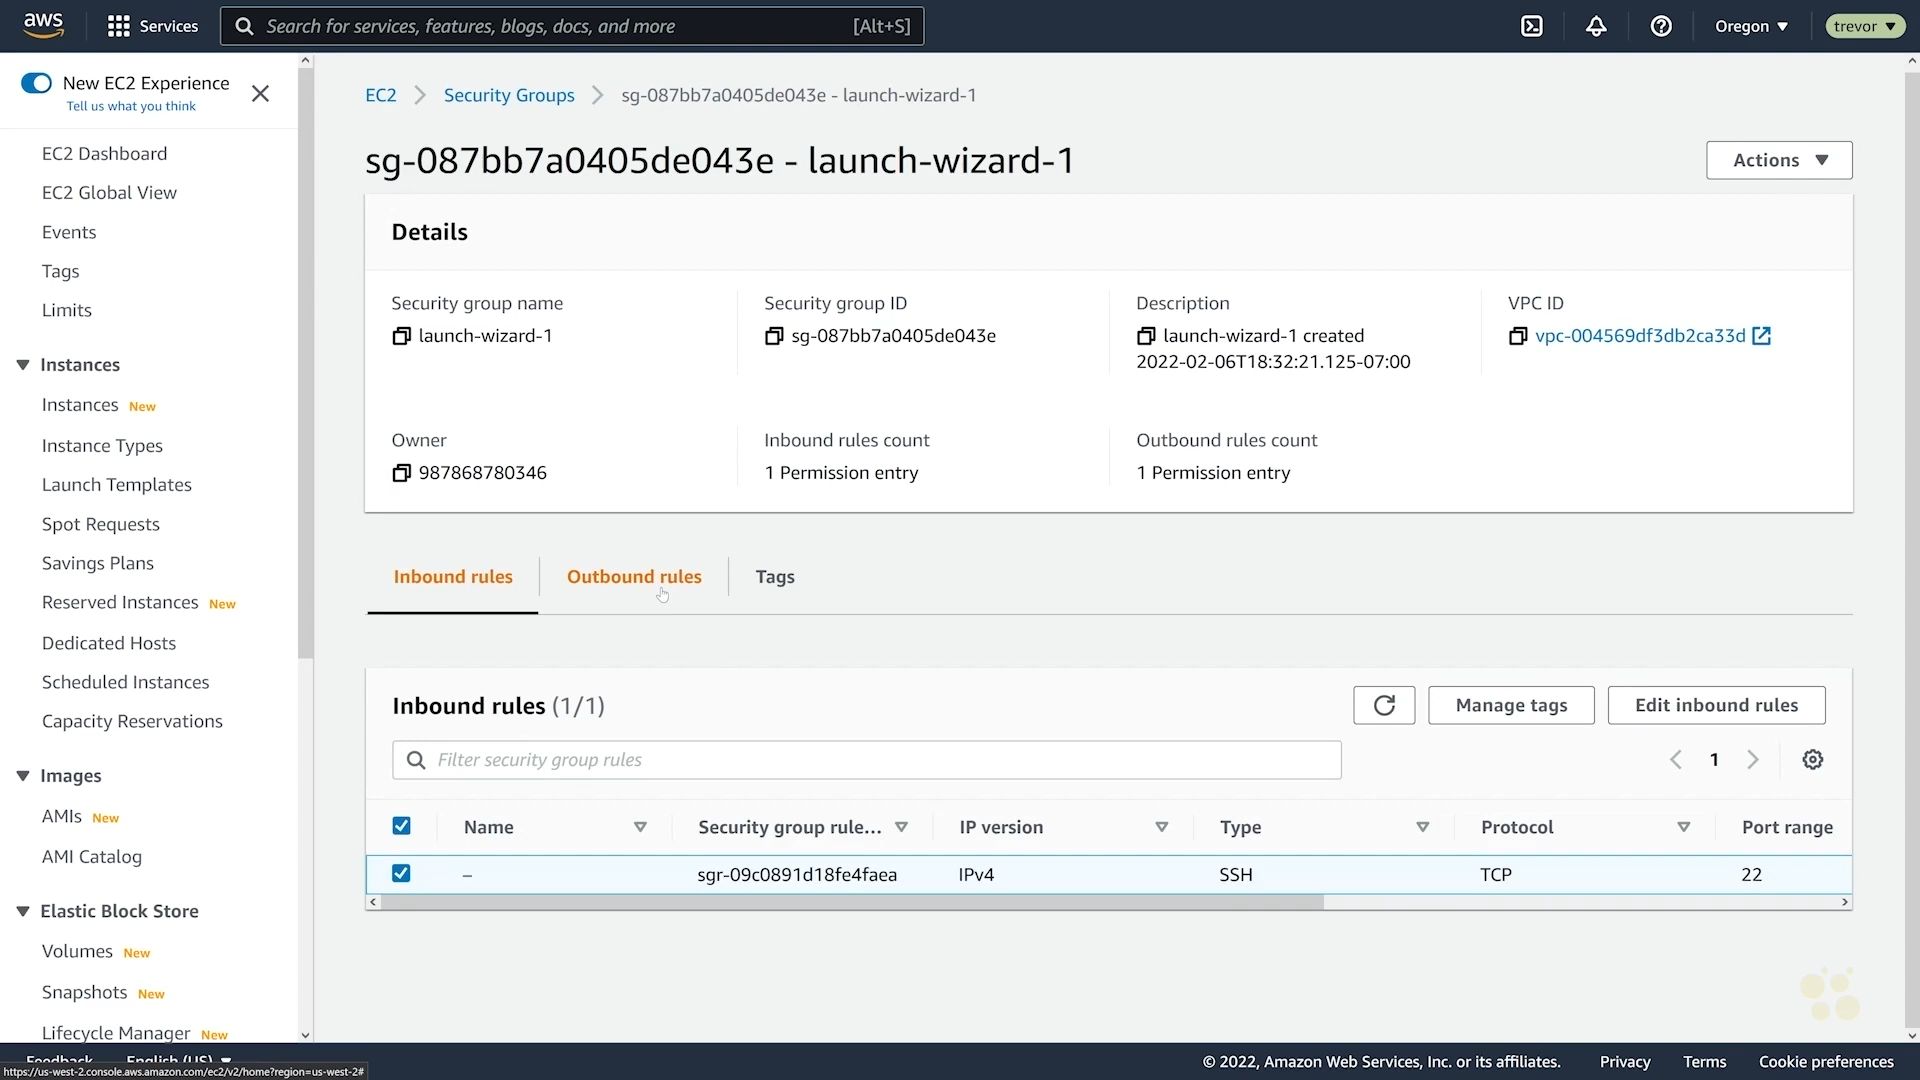 aws
Services
Search for services, features, blogs, docs, and more
[Alt+S]
Oregon ▼
trevor ▼
New EC2 Experience
Tell us what you think
EC2 Dashboard
EC2 Global View
Events
Tags
Limits
Instances
Instances New
Instance Types
Launch Templates
Spot Requests
Savings Plans
Reserved Instances New
Dedicated Hosts
Scheduled Instances
Capacity Reservations
Images
AMIs New
AMI Catalog
Elastic Block Store
Volumes New
Snapshots New
Lifecycle Manager New
EC2 > Security Groups > sg-087bb7a0405de043e - launch-wizard-1
sg-087bb7a0405de043e - launch-wizard-1
Actions ▼
Details
Security group name
launch-wizard-1
Security group ID
sg-087bb7a0405de043e
Description
launch-wizard-1 created
2022-02-06T18:32:21.125-07:00
VPC ID
vpc-004569df3db2ca33d
Owner
987868780346
Inbound rules count
1 Permission entry
Outbound rules count
1 Permission entry
Inbound rules
Outbound rules
Tags
Inbound rules (1/1)
Manage tags
Edit inbound rules
Filter security group rules
1
Name Security group rule... IP version Type Protocol Port range
– sgr-09c0891d18fe4faea IPv4 SSH TCP 22
Feedback English (US) ▼
https://us-west-2.console.aws.amazon.com/ec2/v2/home?region=us-west-2#
© 2022, Amazon Web Services, Inc. or its affiliates. Privacy Terms Cookie preferences